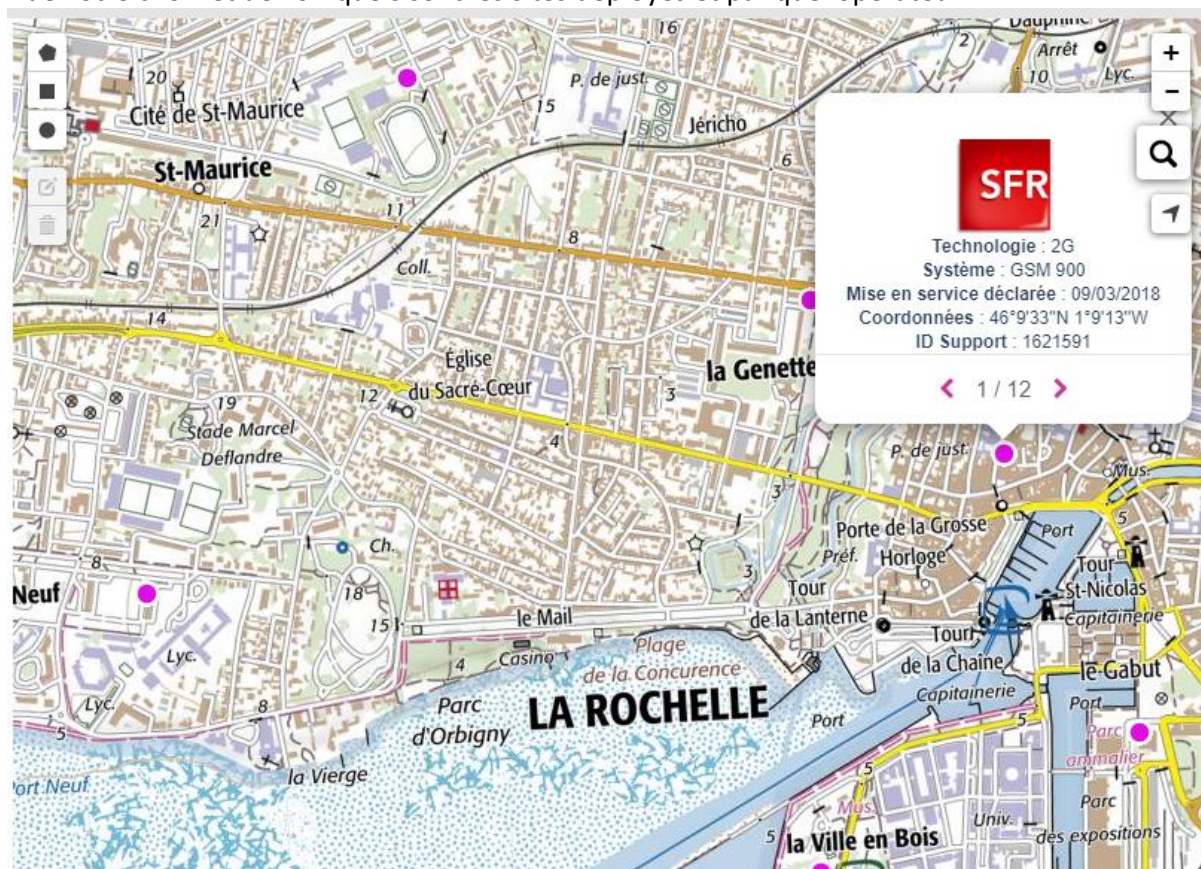 16
Dauphine
20
P. de just.
2
Arrêt
10
Lyc.
+
−
Cité de St-Maurice
15
Jéricho
St-Maurice
6
SFR
21
11
8
Technologie : 2G
Système : GSM 900
Mise en service déclarée : 09/03/2018
Coordonnées : 46°9'33"N 1°9'13"W
ID Support : 1621591
1 / 12
Coll.
14
Église
du Sacré-Cœur
la Genette
12
3
19
Stade Marcel
Deflandre
4
P. de just.
Mus.
3
5
Porte de la Grosse
Horloge
Port
Ch.
Préf.
8
Neuf
18
3
Tour
St-Nicolas
Tour
de la Lanterne
Capitainerie
15
le Mail
Tour
de la Chaîne
Lyc.
4
Casino
Plage
de la Concurence
le Gabut
Lyc.
8
LA ROCHELLE
Capitainerie
Port
5
Parc
d'Orbigny
Port
5
Parc
animalier
ort Neuf
la Vierge
5
Mus.
Univ.
Parc
des expositions
5
la Ville en Bois